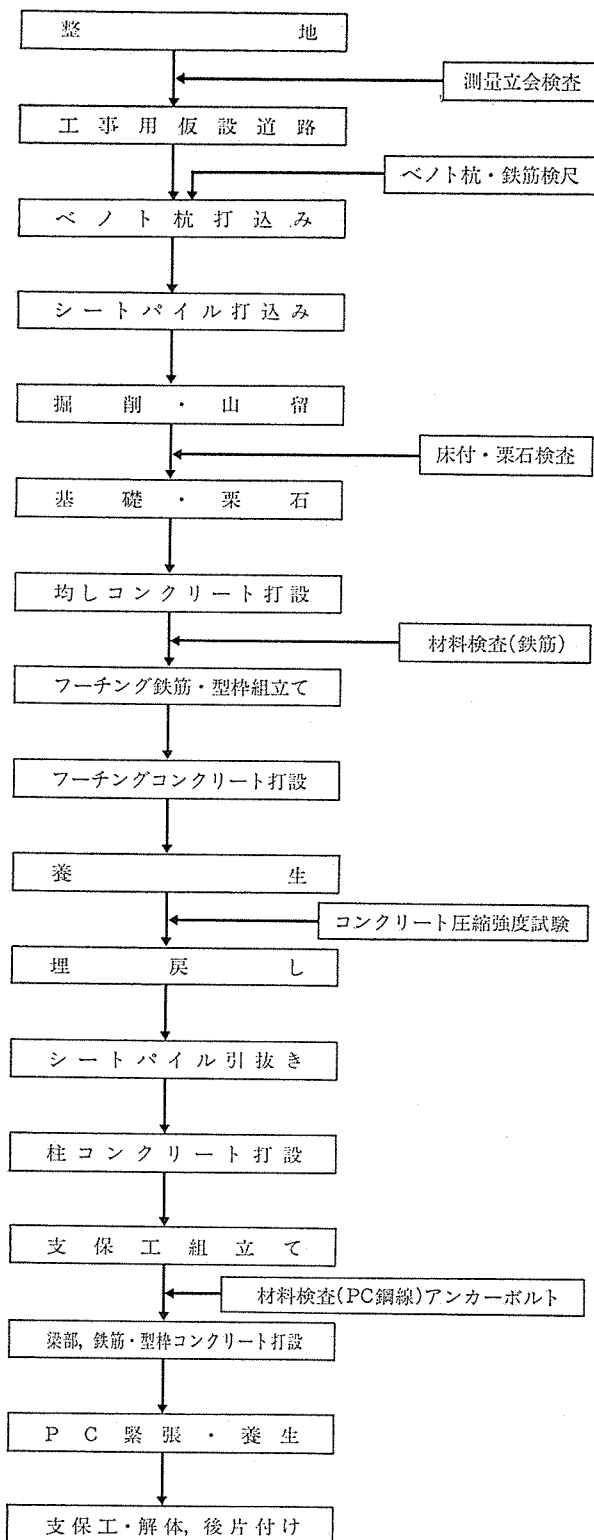 整地
測量立会検査
工事用仮設道路
ベノト杭・鉄筋検尺
ベノト杭打込み
シートパイル打込み
掘削・山留
床付・栗石検査
基礎・栗石
均しコンクリート打設
材料検査(鉄筋)
フーチング鉄筋・型枠組立て
フーチングコンクリート打設
養生
コンクリート圧縮強度試験
埋戻し
シートパイル引抜き
柱コンクリート打設
支保工組立て
材料検査(PC鋼線)アンカーボルト
梁部,鉄筋・型枠コンクリート打設
PC緊張・養生
支保工・解体,後片付け